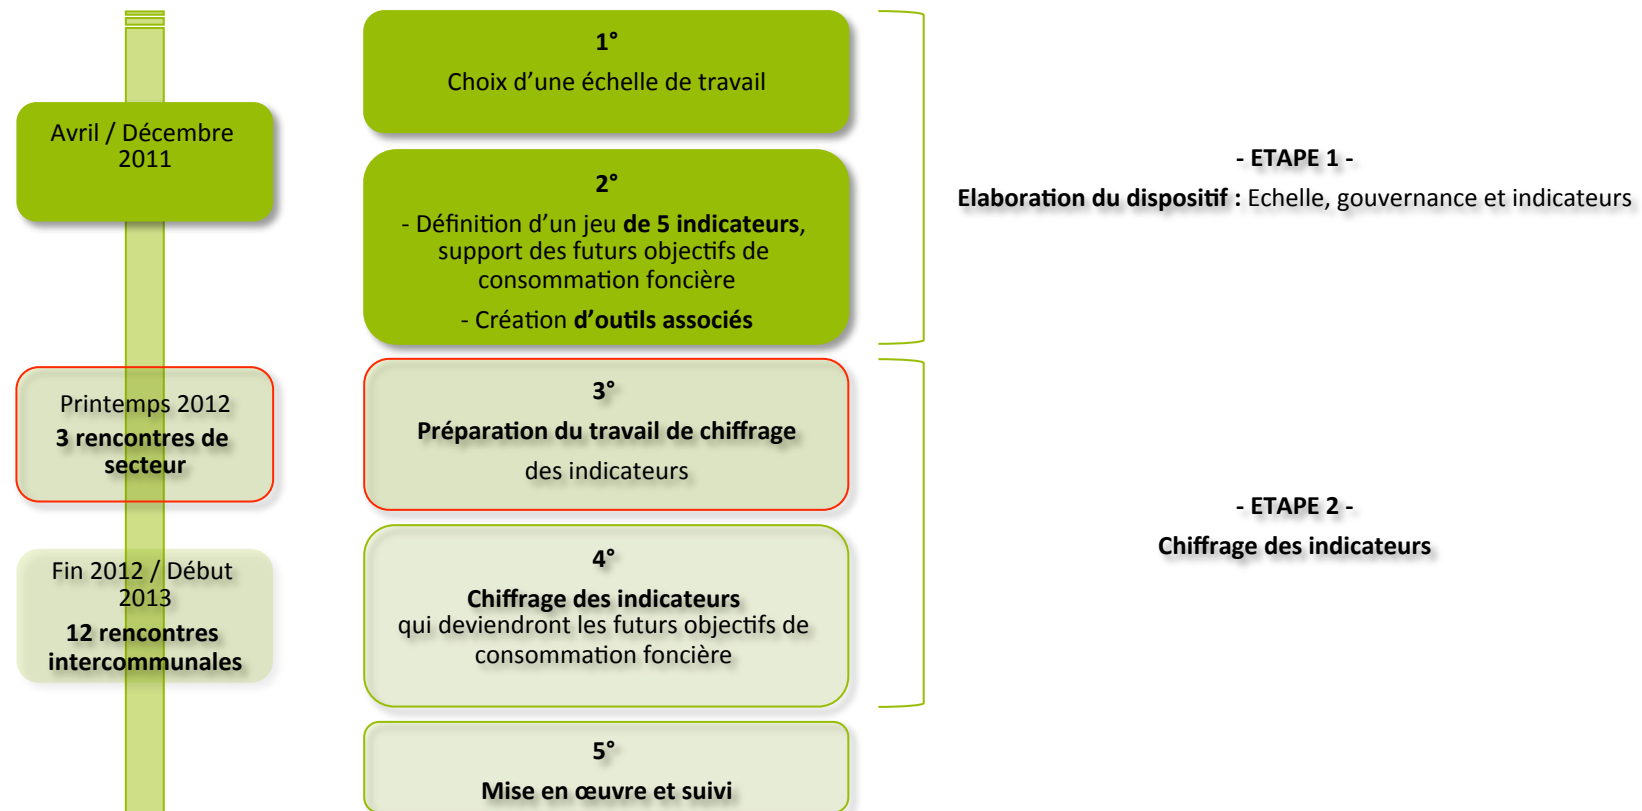 Avril / Décembre
2011
Printemps 2012
3 rencontres de
secteur
Fin 2012 / Début
2013
12 rencontres
intercommunales
1°
Choix d’une échelle de travail
2°
- Définition d’un jeu de 5 indicateurs,
support des futurs objectifs de
consommation foncière
- Création d’outils associés
3°
Préparation du travail de chiffrage
des indicateurs
4°
Chiffrage des indicateurs
qui deviendront les futurs objectifs de
consommation foncière
5°
Mise en œuvre et suivi
- ETAPE 1 -
Elaboration du dispositif : Echelle, gouvernance et indicateurs
- ETAPE 2 -
Chiffrage des indicateurs